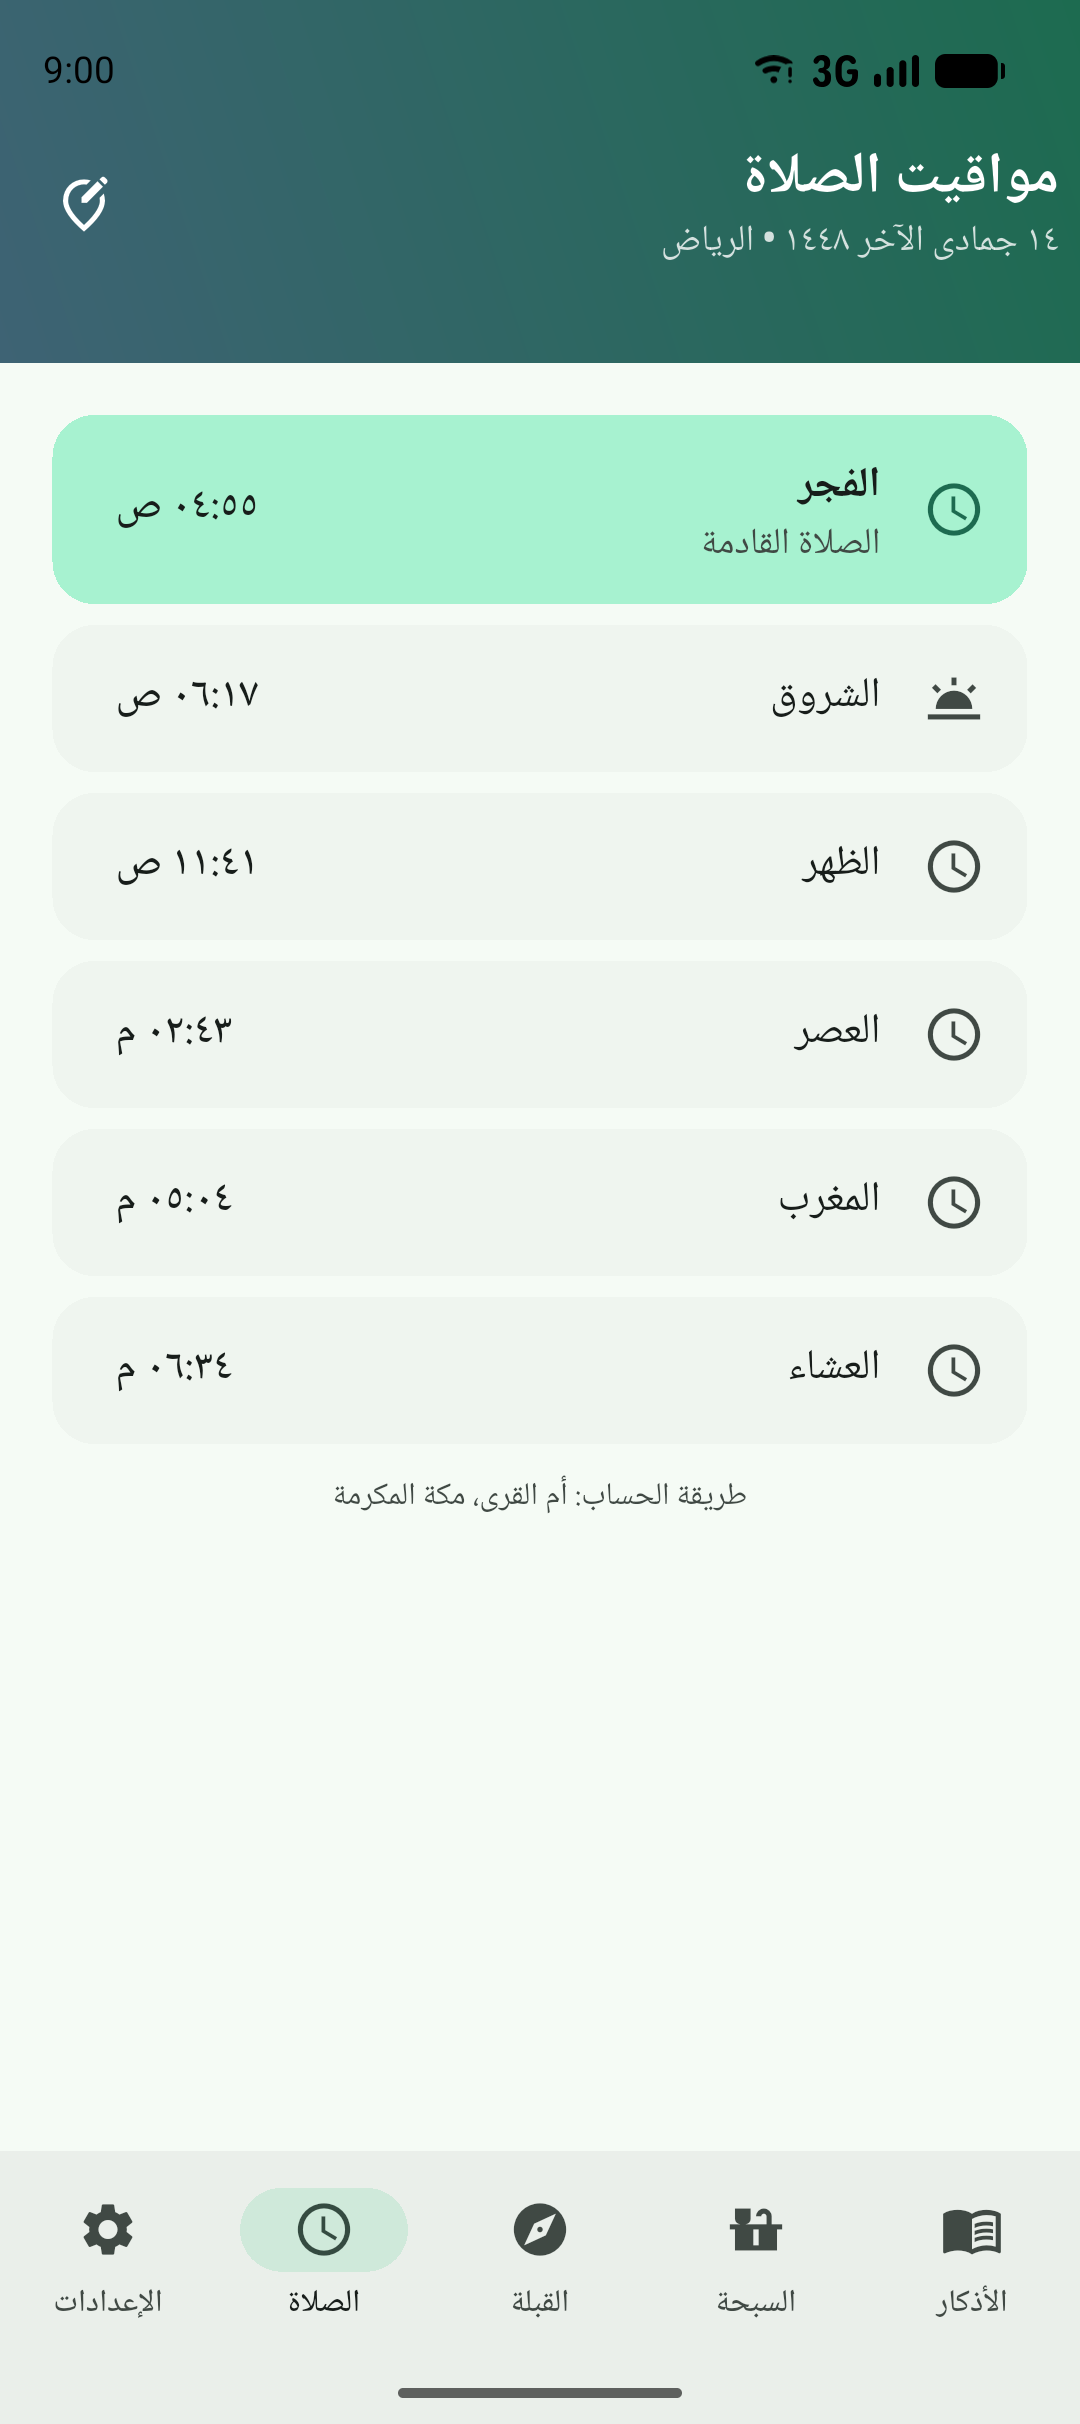 9:00
3G
مواقيت الصلاة
١٤ جمادى الآخر ١٤٤٨ • الرياض
الفجر
الصلاة القادمة
٠٤:٥٥ ص
الشروق
٠٦:١٧ ص
الظهر
١١:٤١ ص
العصر
٠٢:٤٣ م
المغرب
٠٥:٠٤ م
العشاء
٠٦:٣٤ م
طريقة الحساب: أم القرى، مكة المكرمة
الأذكار
السبحة
القبلة
الصلاة
الإعدادات